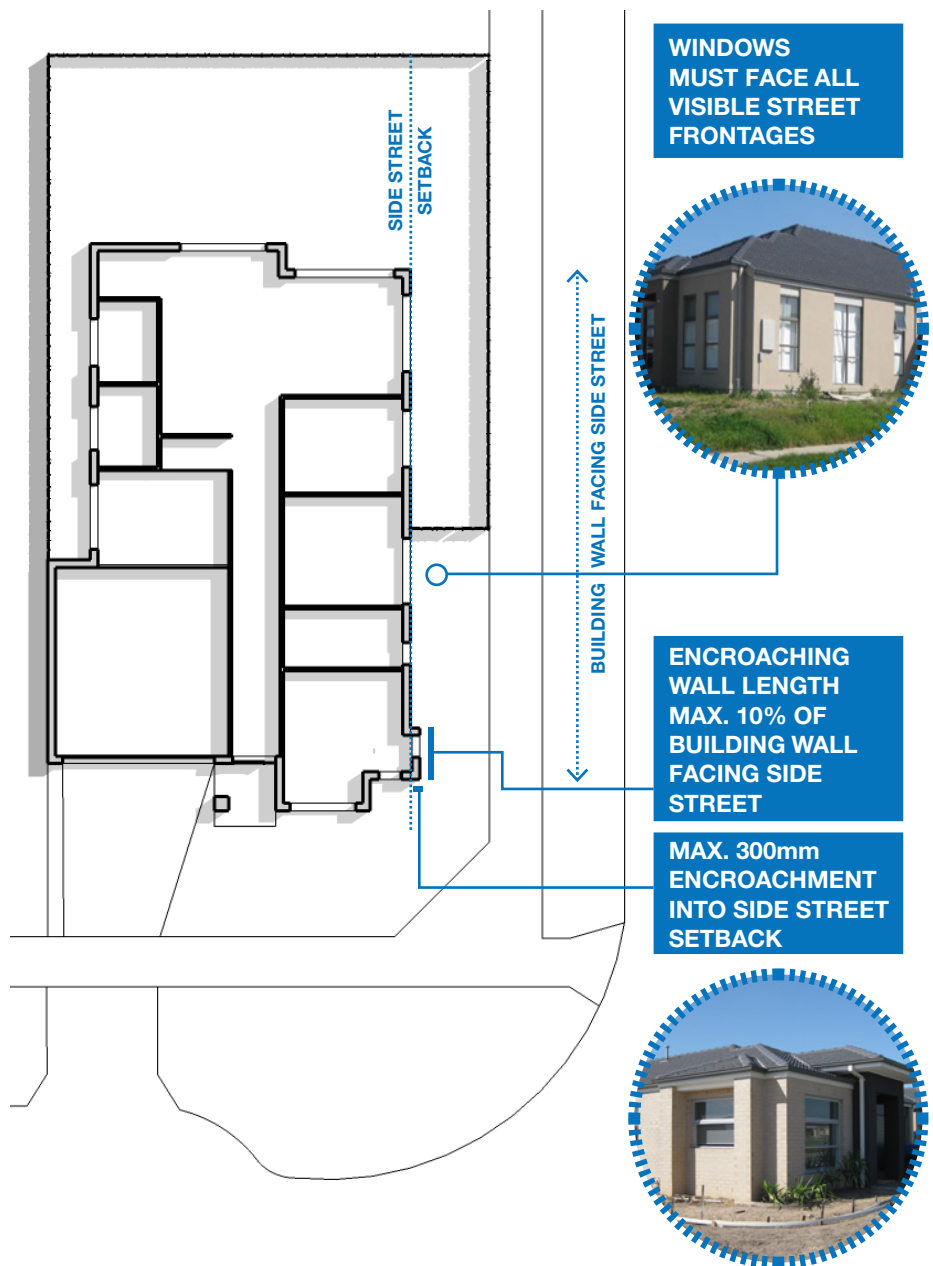 WINDOWS
MUST FACE ALL
VISIBLE STREET
FRONTAGES
SIDE STREET
SETBACK
BUILDING WALL FACING SIDE STREET
ENCROACHING
WALL LENGTH
MAX. 10% OF
BUILDING WALL
FACING SIDE
STREET
MAX. 300mm
ENCROACHMENT
INTO SIDE STREET
SETBACK